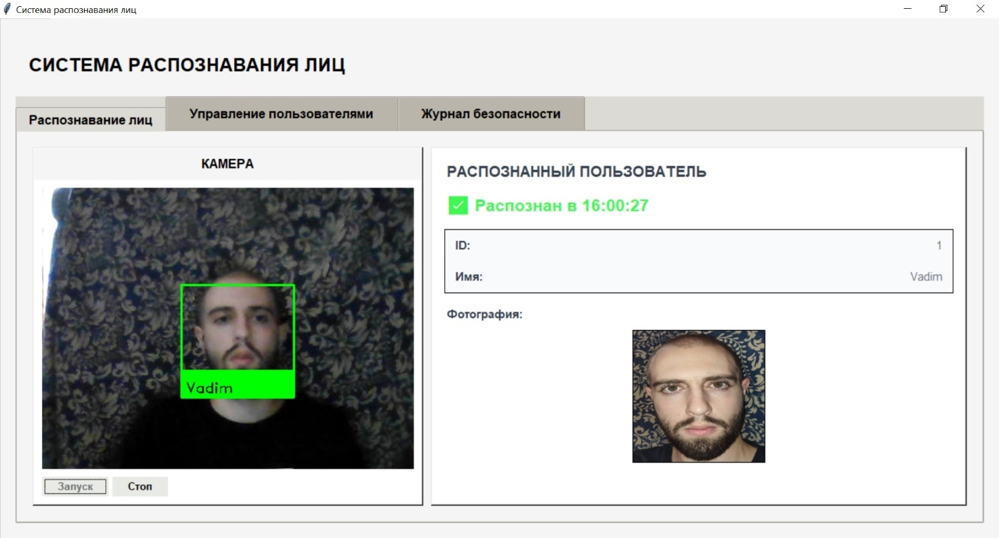 Система распознавания лиц
СИСТЕМА РАСПОЗНАВАНИЯ ЛИЦ
Распознавание лиц
Управление пользователями
Журнал безопасности
КАМЕРА
Vadim
Запуск
Стоп
РАСПОЗНАННЫЙ ПОЛЬЗОВАТЕЛЬ
Распознан в 16:00:27
ID: 1
Имя: Vadim
Фотография: